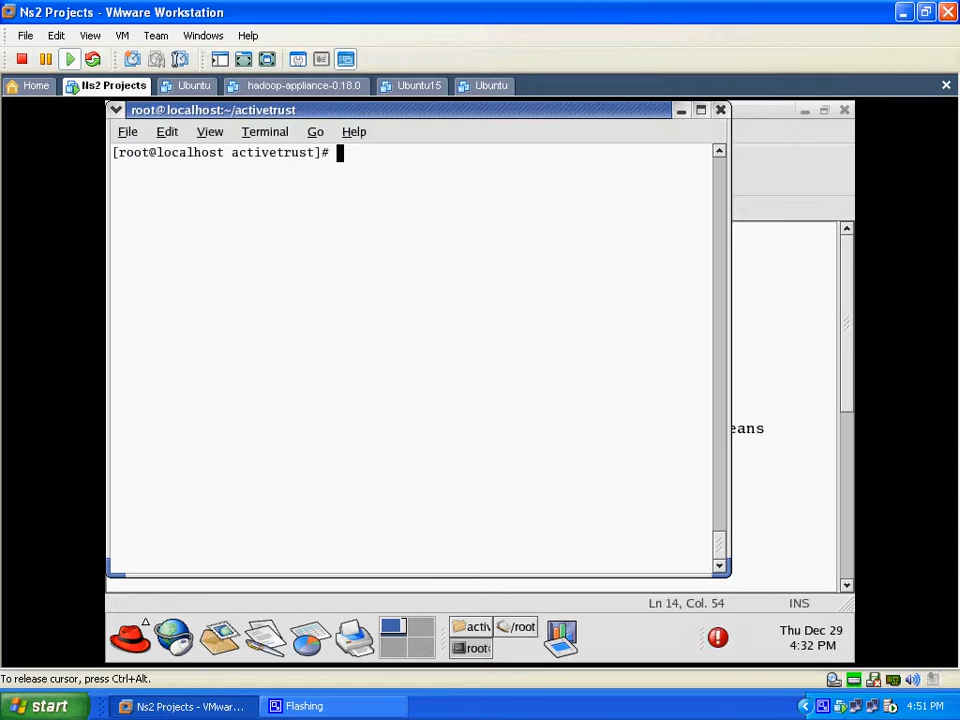 Ns2 Projects - VMware Workstation
File Edit View VM Team Windows Help
Home Ns2 Projects Ubuntu hadoop-appliance-0.18.0 Ubuntu15 Ubuntu
root@localhost:~/activetrust
File Edit View Terminal Go Help
[root@localhost activetrust]#
eans
Ln 14, Col. 54 INS
activ /root
root
Thu Dec 29
4:32 PM
To release cursor, press Ctrl+Alt.
start Ns2 Projects - VMwar... Flashing 4:51 PM